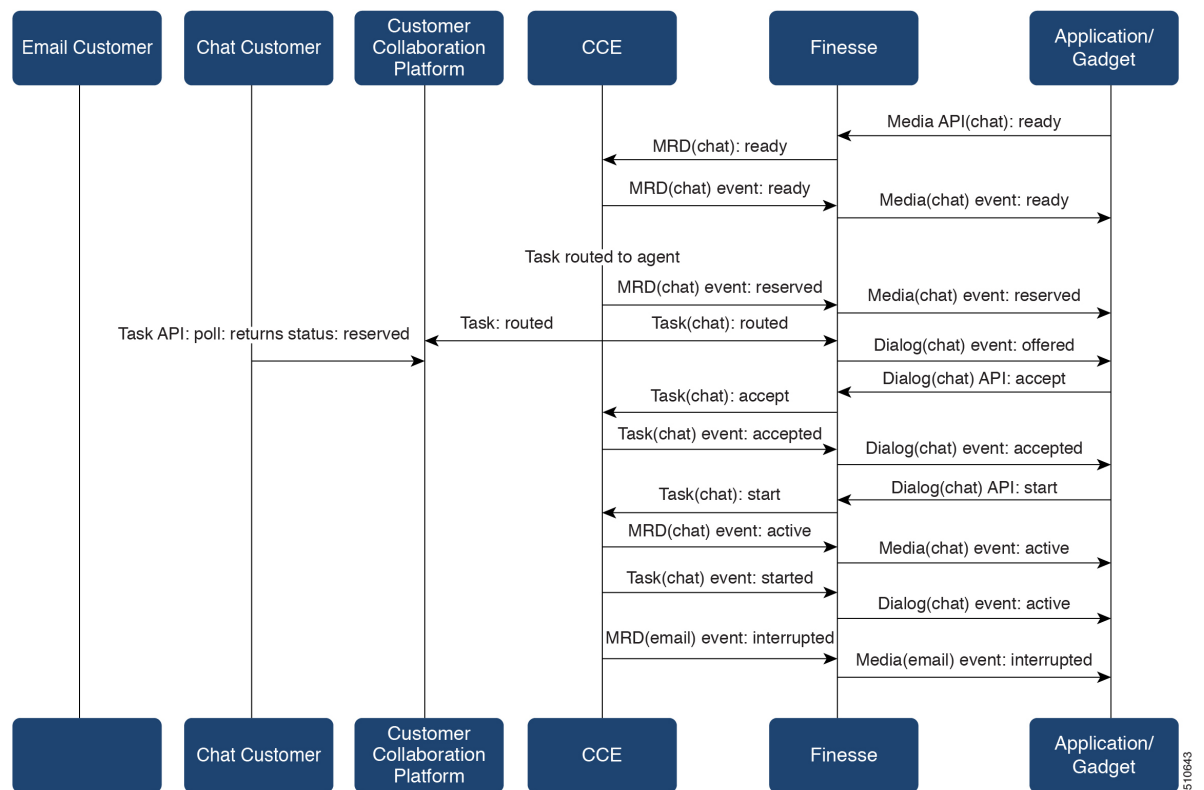 Email Customer
Chat Customer
Customer
Collaboration
Platform
CCE
Finesse
Application/
Gadget
Media API(chat): ready
MRD(chat): ready
MRD(chat) event: ready
Media(chat) event: ready
Task routed to agent
MRD(chat) event: reserved
Media(chat) event: reserved
Task API: poll: returns status: reserved
Task: routed
Task(chat): routed
Dialog(chat) event: offered
Dialog(chat) API: accept
Task(chat): accept
Task(chat) event: accepted
Dialog(chat) event: accepted
Dialog(chat) API: start
Task(chat): start
MRD(chat) event: active
Media(chat) event: active
Task(chat) event: started
Dialog(chat) event: active
MRD(email) event: interrupted
Media(email) event: interrupted
Chat Customer
Customer
Collaboration
Platform
CCE
Finesse
Application/
Gadget
510643